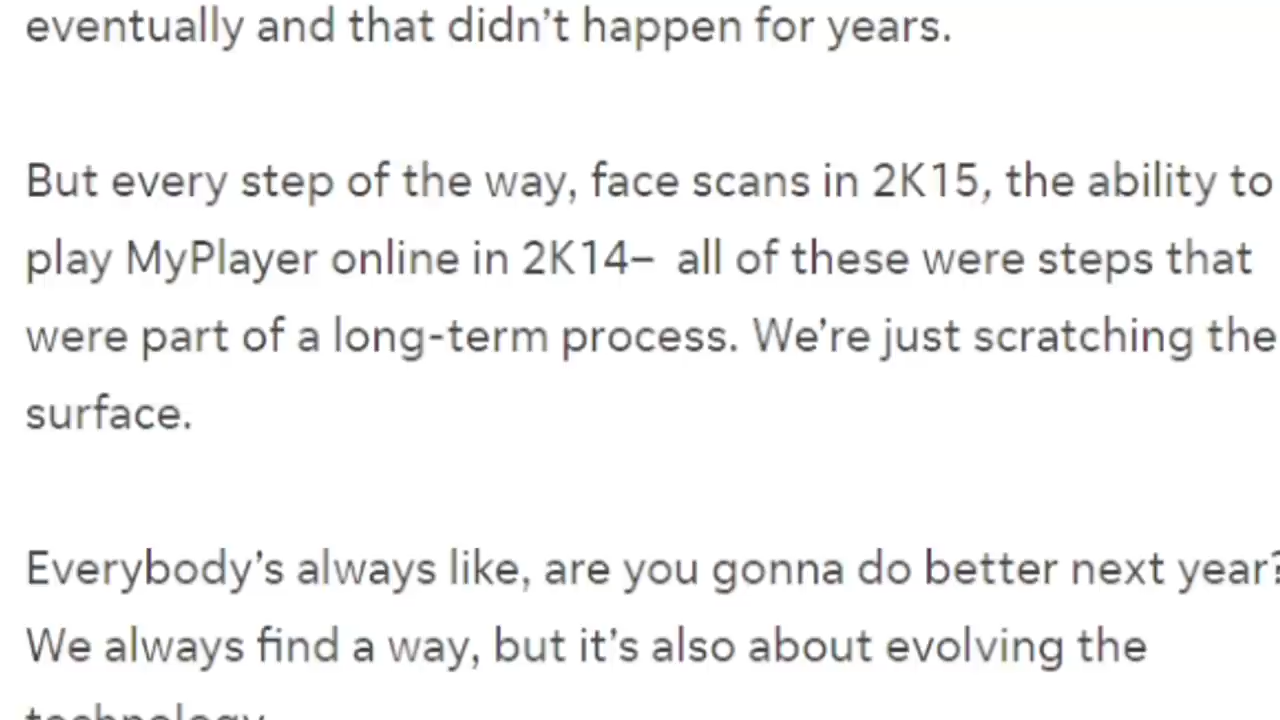 eventually and that didn’t happen for years.
But every step of the way, face scans in 2K15, the ability to
play MyPlayer online in 2K14–  all of these were steps that
were part of a long-term process. We’re just scratching the
surface.
Everybody’s always like, are you gonna do better next year?
We always find a way, but it’s also about evolving the
technology